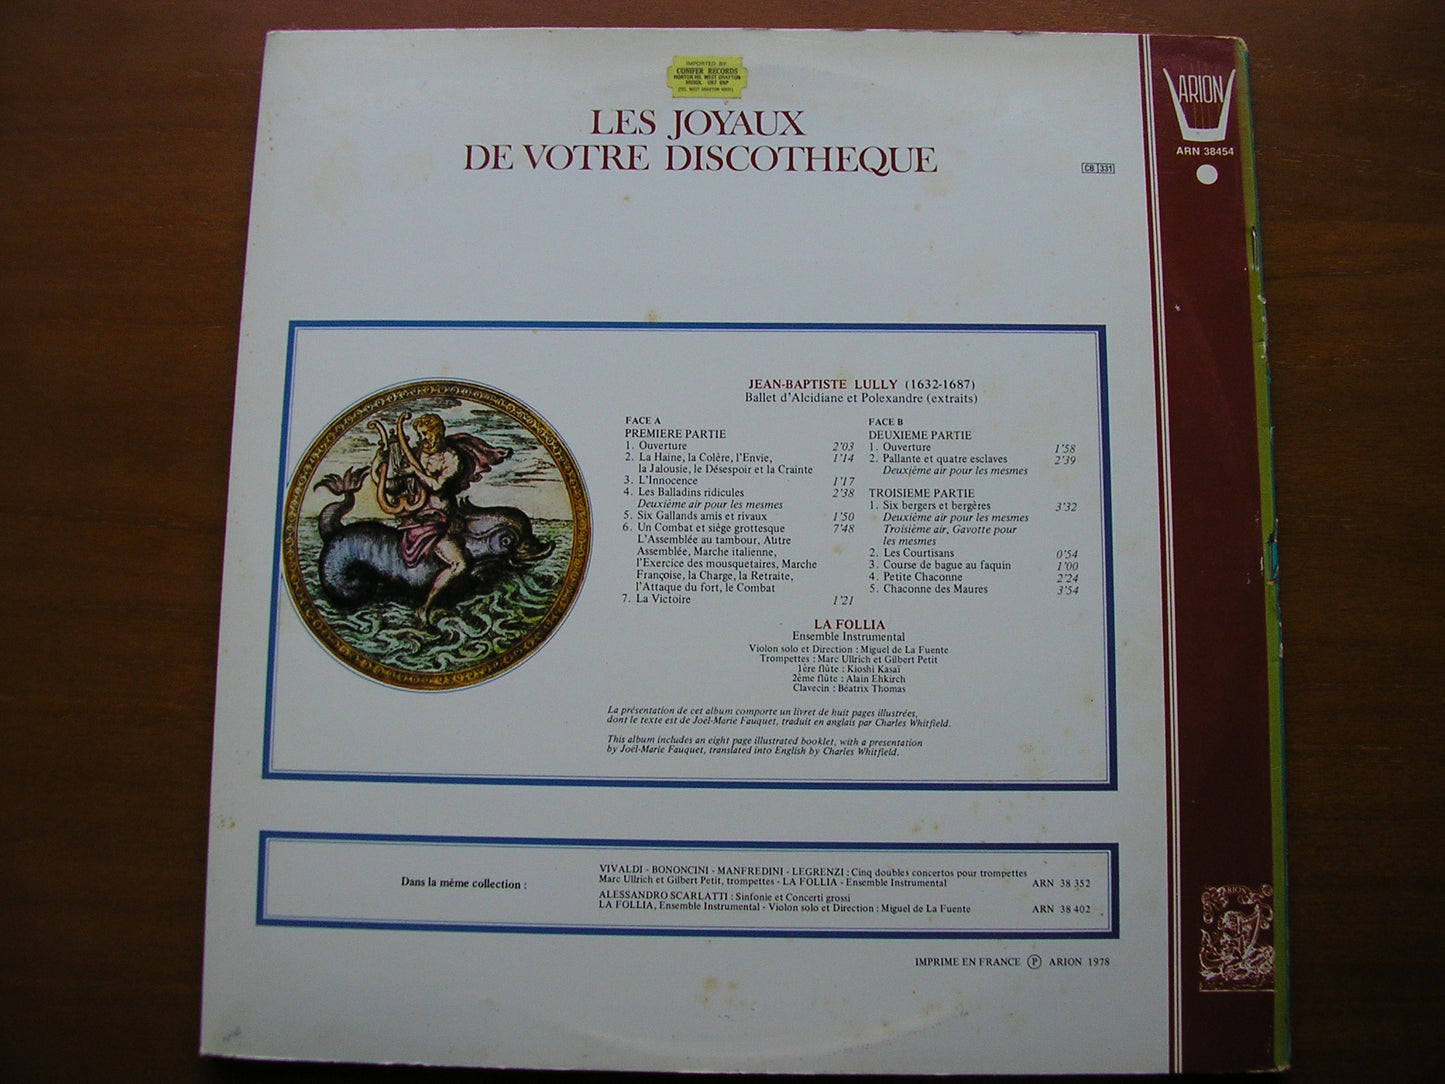 IMPORTED BY
CONIFER RECORDS
HORTON RD, WEST DRAYTON
MIDDX. UB7 8NP
LES JOYAUX
DE VOTRE DISCOTHEQUE
CB 331
ARION
ARN 38454
JEAN-BAPTISTE LULLY (1632-1687)
Ballet d'Alcidiane et Polexandre (extraits)
FACE A
PREMIERE PARTIE
1. Ouverture 2'03
2. La Haine, la Colère, l'Envie, 1'14
la Jalousie, le Désespoir et la Crainte
3. L'Innocence 1'17
4. Les Balladins ridicules 2'38
Deuxième air pour les mesmes
5. Six Gallands amis et rivaux 1'50
6. Un Combat et siège grottesque 7'48
L'Assemblée au tambour, Autre
Assemblée, Marche italienne,
l'Exercice des mousquetaires, Marche
Françoise, la Charge, la Retraite,
l'Attaque du fort, le Combat
7. La Victoire 1'21
FACE B
DEUXIEME PARTIE
1. Ouverture 1'58
2. Pallante et quatre esclaves 2'39
Deuxième air pour les mesmes
TROISIEME PARTIE
1. Six bergers et bergères 3'32
Deuxième air pour les mesmes
Troisième air, Gavotte pour
les mesmes
2. Les Courtisans 0'54
3. Course de bague au faquin 1'00
4. Petite Chaconne 2'24
5. Chaconne des Maures 3'54
LA FOLLIA
Ensemble Instrumental
Violon solo et Direction : Miguel de La Fuente
Trompettes : Marc Ullrich et Gilbert Petit
1ère flûte : Kioshi Kasaï
2ème flûte : Alain Ehkirch
Clavecin : Béatrix Thomas
La présentation de cet album comporte un livret de huit pages illustrées,
dont le texte est de Joël-Marie Fauquet, traduit en anglais par Charles Whitfield.
This album includes an eight page illustrated booklet, with a presentation
by Joël-Marie Fauquet, translated into English by Charles Whitfield.
Dans la même collection :
VIVALDI - BONONCINI - MANFREDINI - LEGRENZI : Cinq doubles concertos pour trompettes
Marc Ullrich et Gilbert Petit, trompettes - LA FOLLIA - Ensemble Instrumental ARN 38 352
ALESSANDRO SCARLATTI : Sinfonie et Concerti grossi
LA FOLLIA, Ensemble Instrumental - Violon solo et Direction : Miguel de La Fuente ARN 38 402
ARION
IMPRIME EN FRANCE Ⓟ ARION 1978